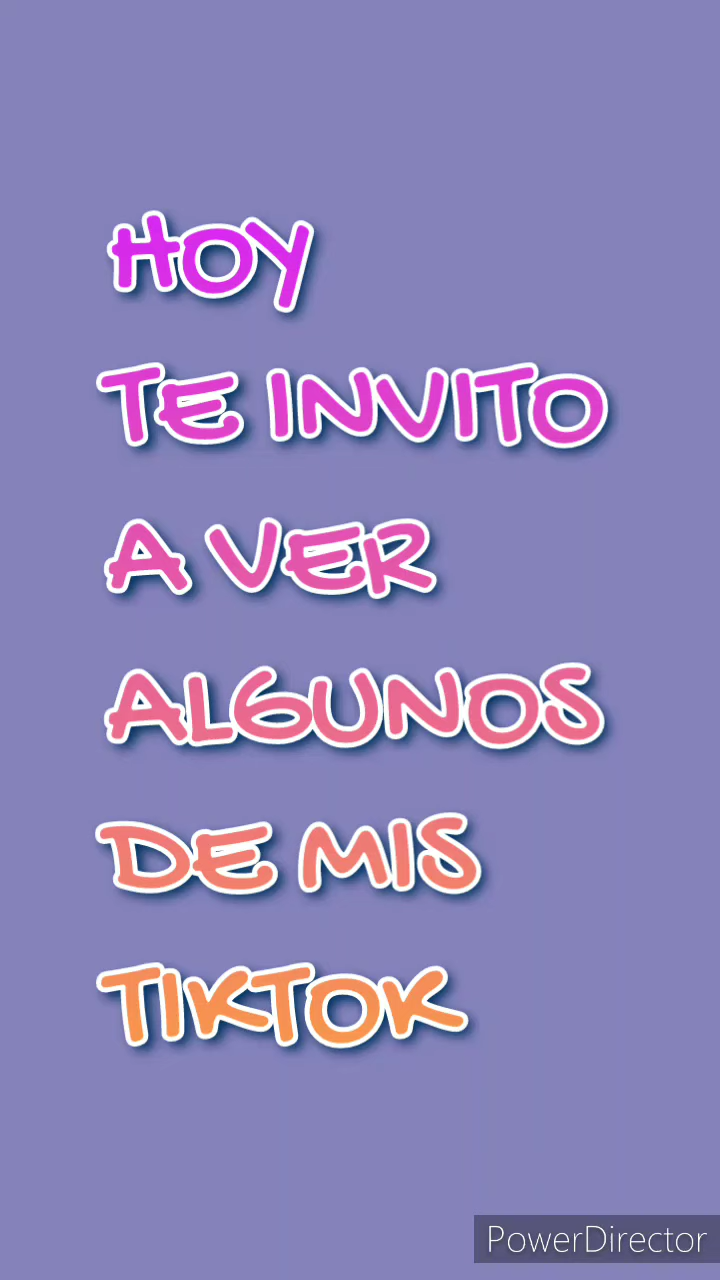 HOY
TE INVITO
A VER
ALGUNOS
DE MIS
TIKTOK
PowerDirector